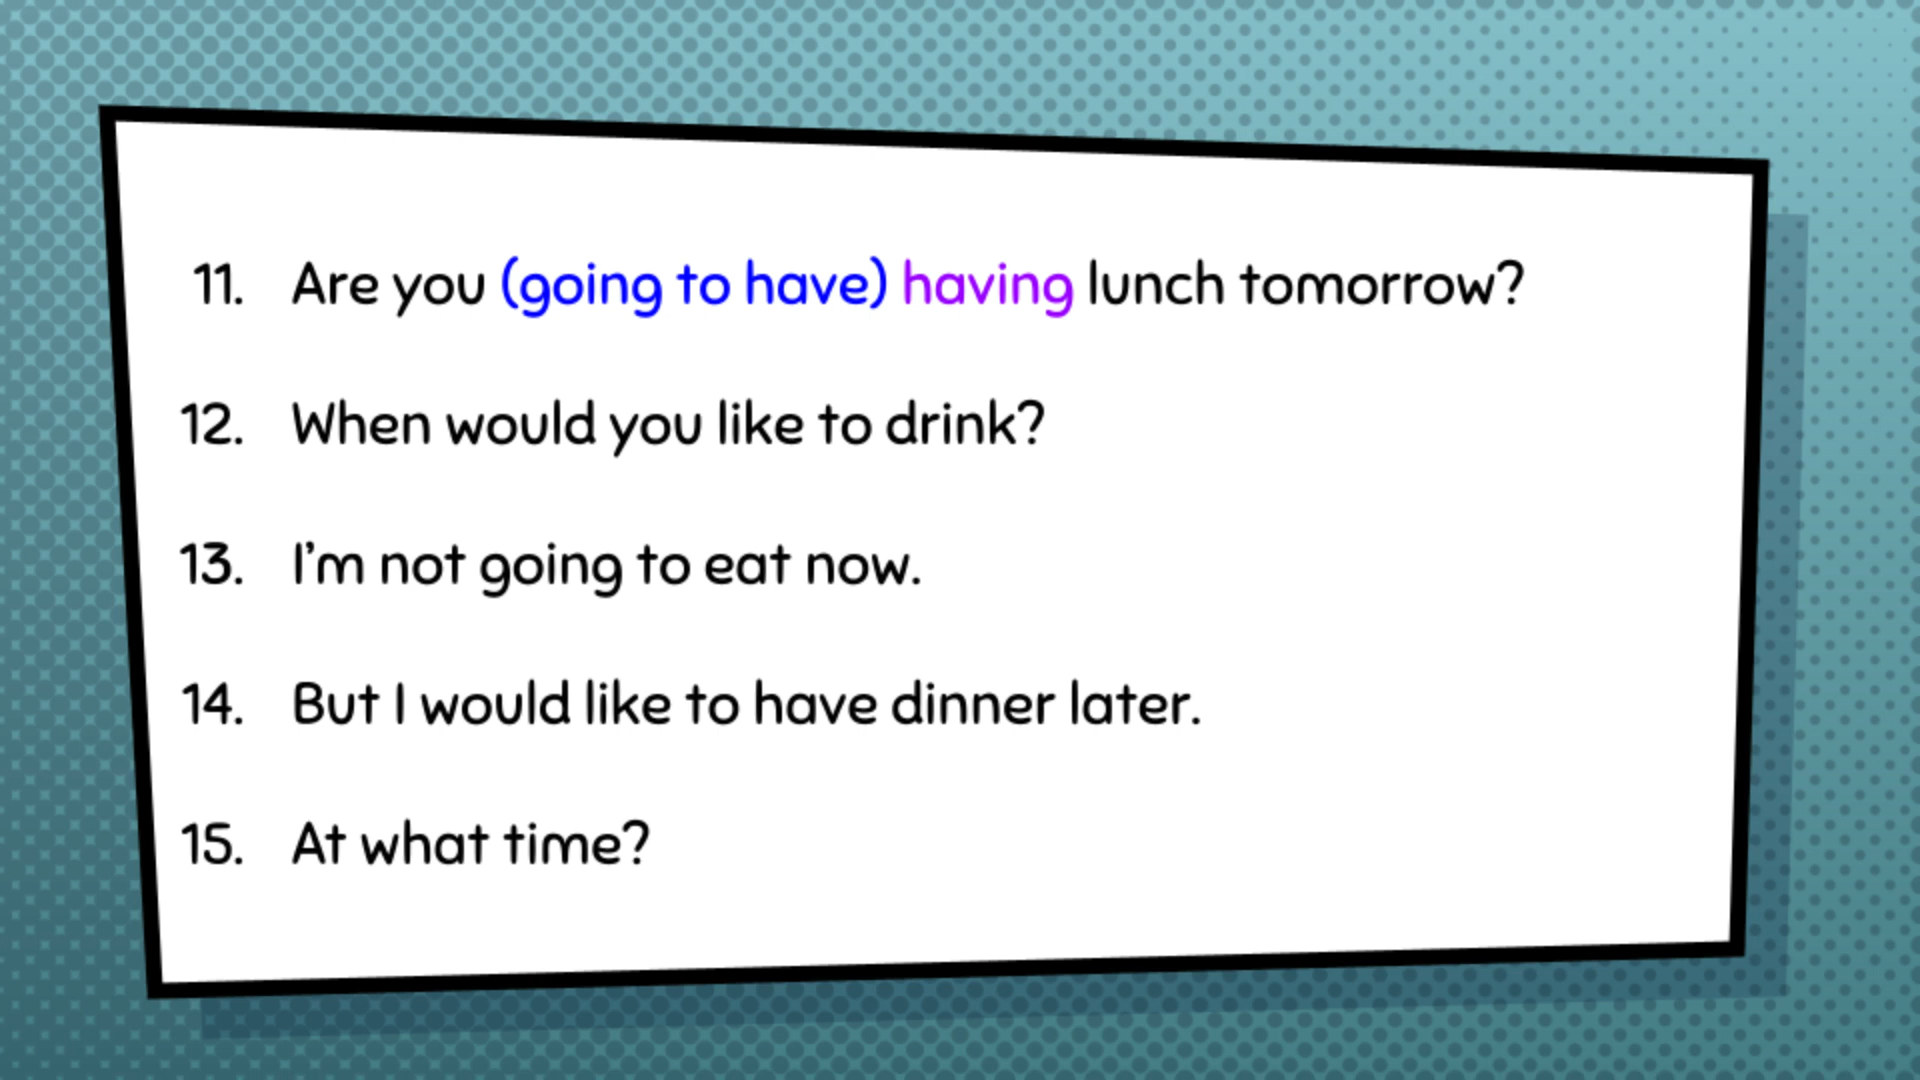 11. Are you (going to have) having lunch tomorrow?
12. When would you like to drink?
13. I'm not going to eat now.
14. But I would like to have dinner later.
15. At what time?